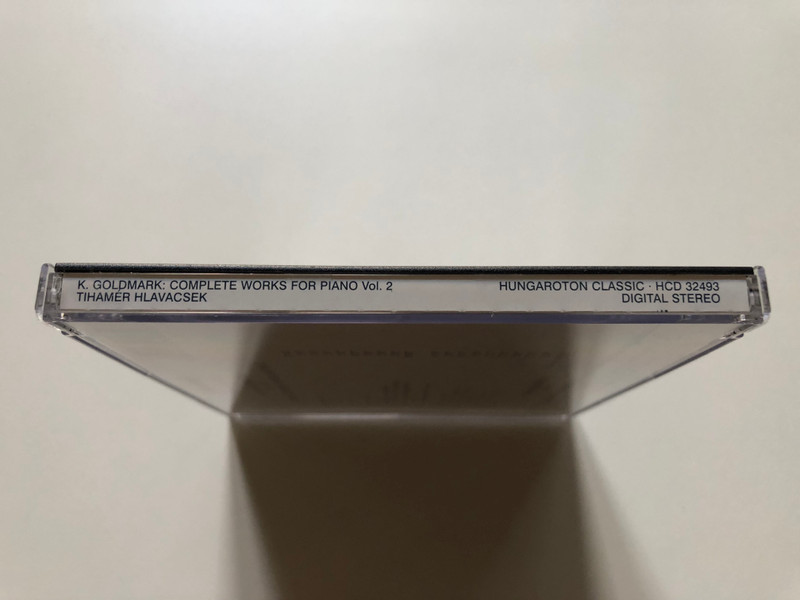 K. GOLDMARK: COMPLETE WORKS FOR PIANO Vol. 2
TIHAMÉR HLAVACSEK
HUNGAROTON CLASSIC · HCD 32493
DIGITAL STEREO